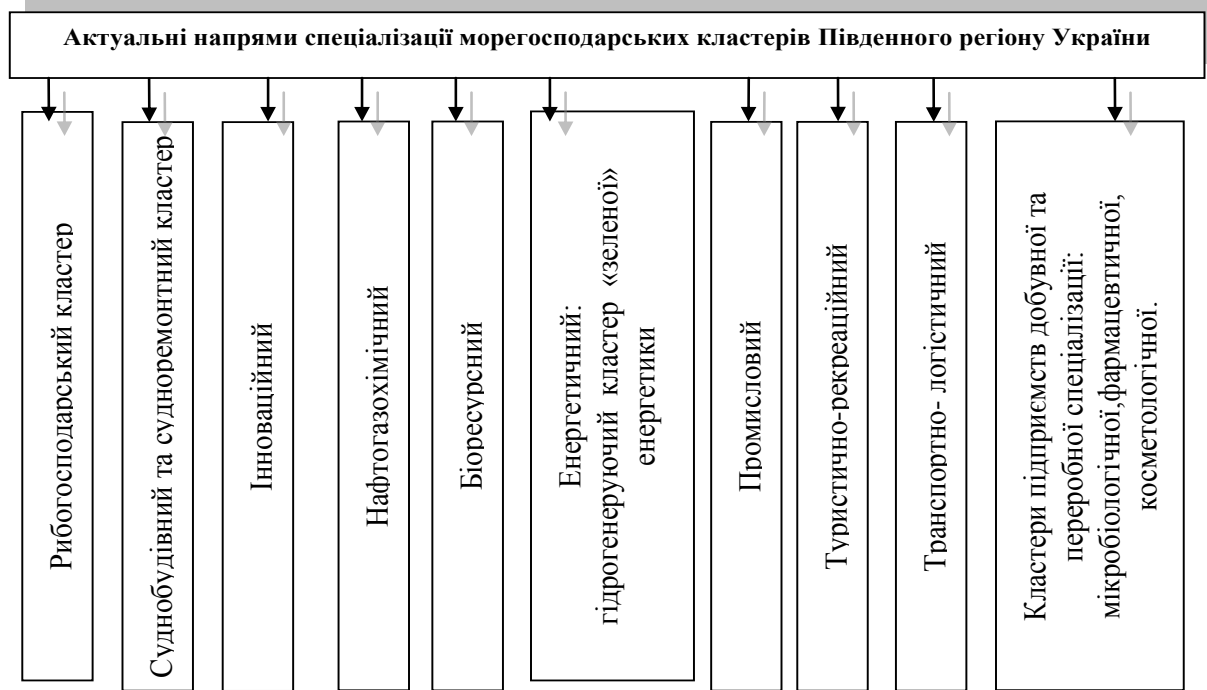 Актуальні напрями спеціалізації морегосподарських кластерів Південного регіону України
Рибогосподарський кластер
Суднобудівний та судноремонтний кластер
Інноваційний
Нафтогазохімічний
Біоресурсний
Енергетичний:
гідрогенеруючий кластер «зеленої»
енергетики
Промисловий
Туристично-рекреаційний
Транспортно- логістичний
Кластери підприємств добувної та
переробної спеціалізації:
мікробіологічної,фармацевтичної,
косметологічної.